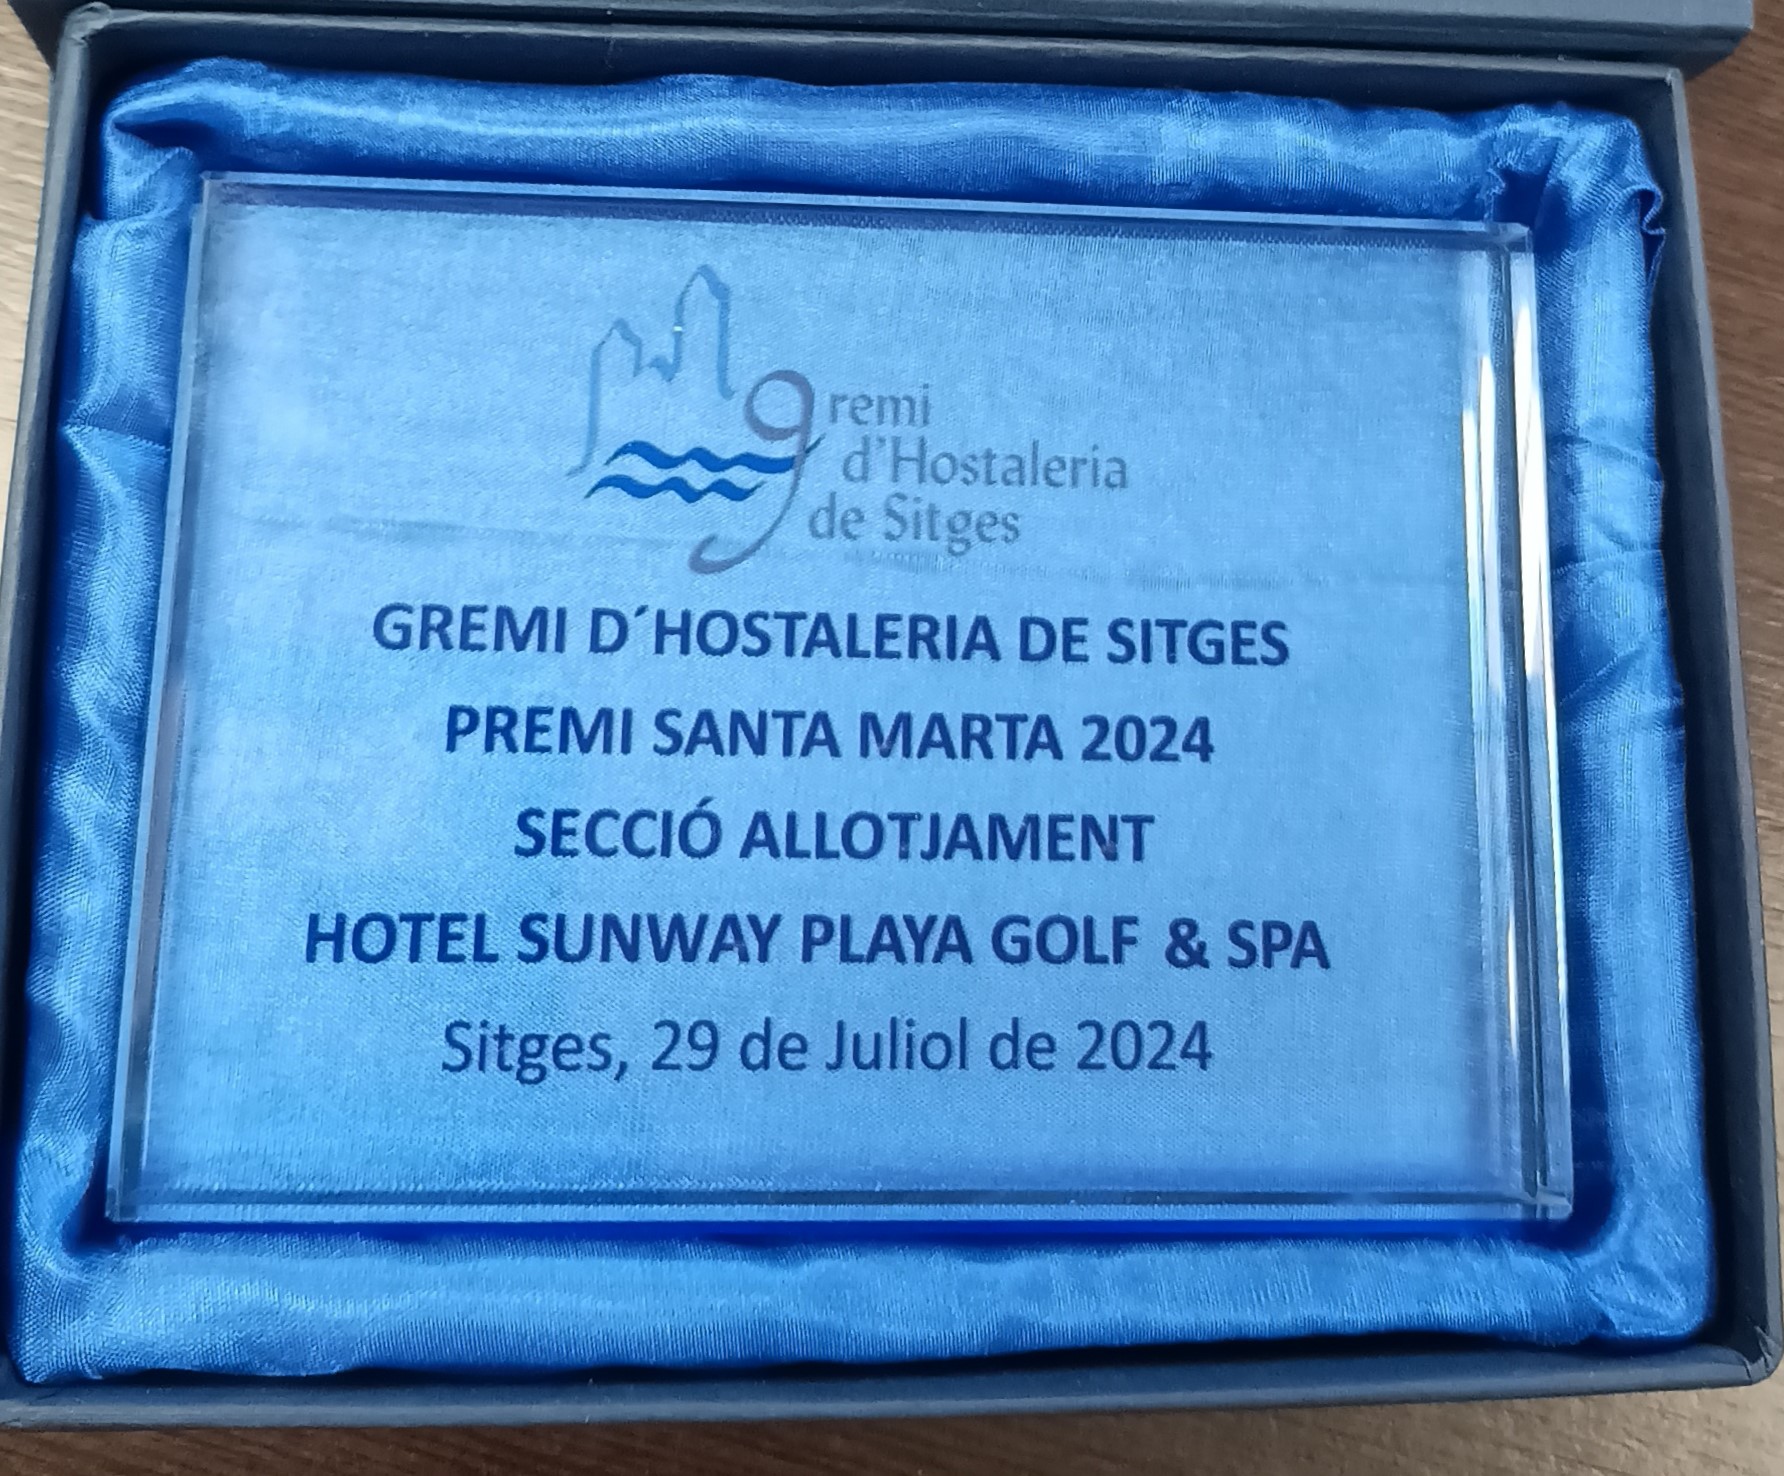 gremi
d'Hostaleria
de Sitges
GREMI D´HOSTALERIA DE SITGES
PREMI SANTA MARTA 2024
SECCIÓ ALLOTJAMENT
HOTEL SUNWAY PLAYA GOLF & SPA
Sitges, 29 de Juliol de 2024